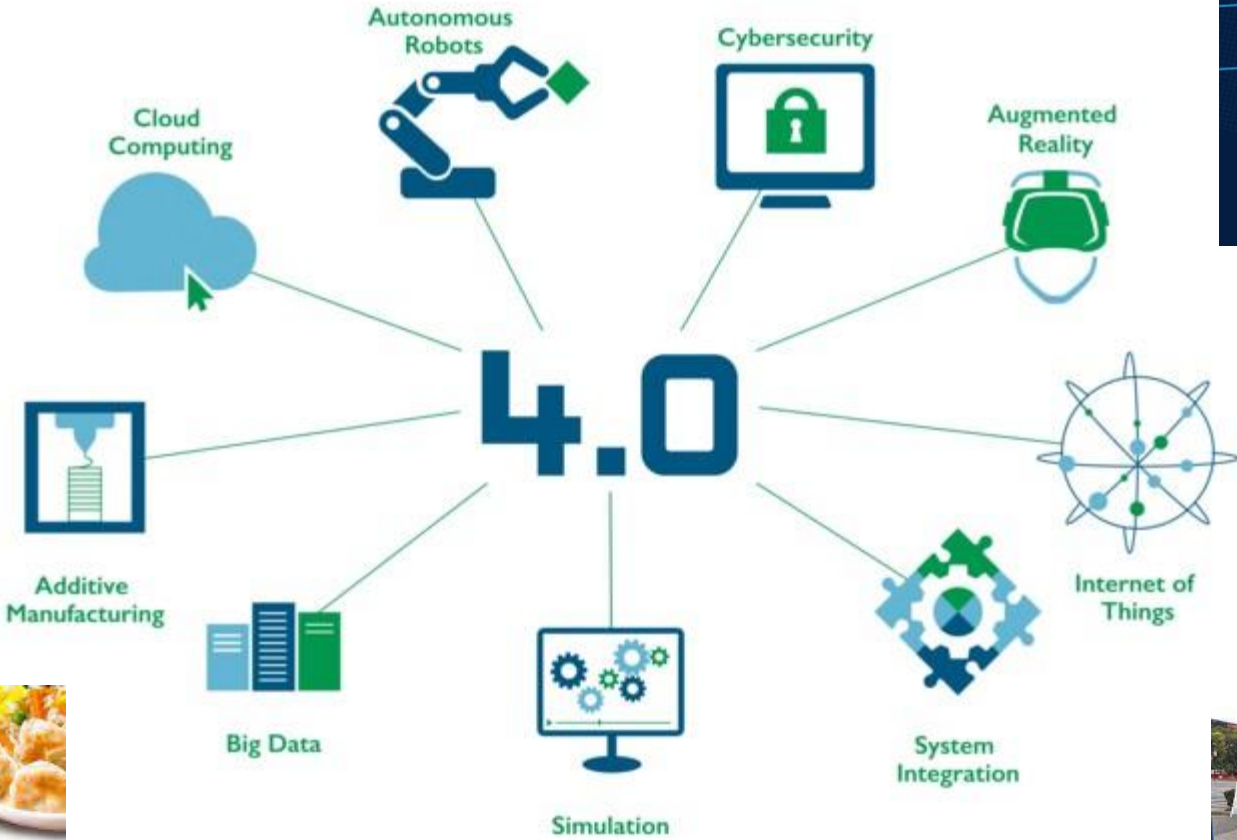 Autonomous
Robots
Cybersecurity
Cloud
Computing
Augmented
Reality
4.0
Additive
Manufacturing
Internet of
Things
Big Data
System
Integration
Simulation